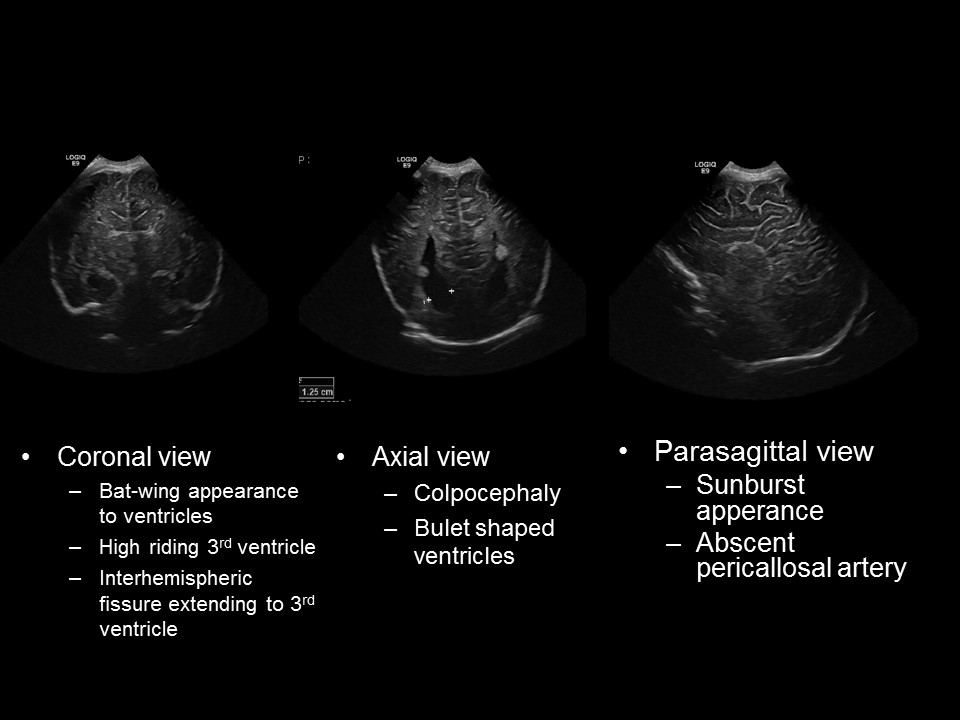 LOGIQ
E9
P :
LOGIQ
E9
1.25 cm
LOGIQ
E9
• Coronal view
– Bat-wing appearance
to ventricles
– High riding 3rd ventricle
– Interhemispheric
fissure extending to 3rd
ventricle
• Axial view
– Colpocephaly
– Bulet shaped
ventricles
• Parasagittal view
– Sunburst
apperance
– Abscent
pericallosal artery